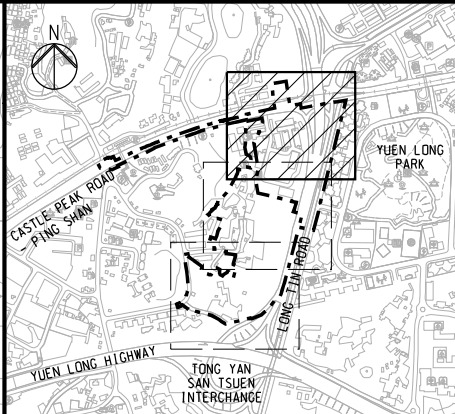 N
YUEN LONG
PARK
CASTLE PEAK ROAD
PING SHAN
LONG TIN ROAD
YUEN LONG HIGHWAY
TONG YAN
SAN TSUEN
INTERCHANGE